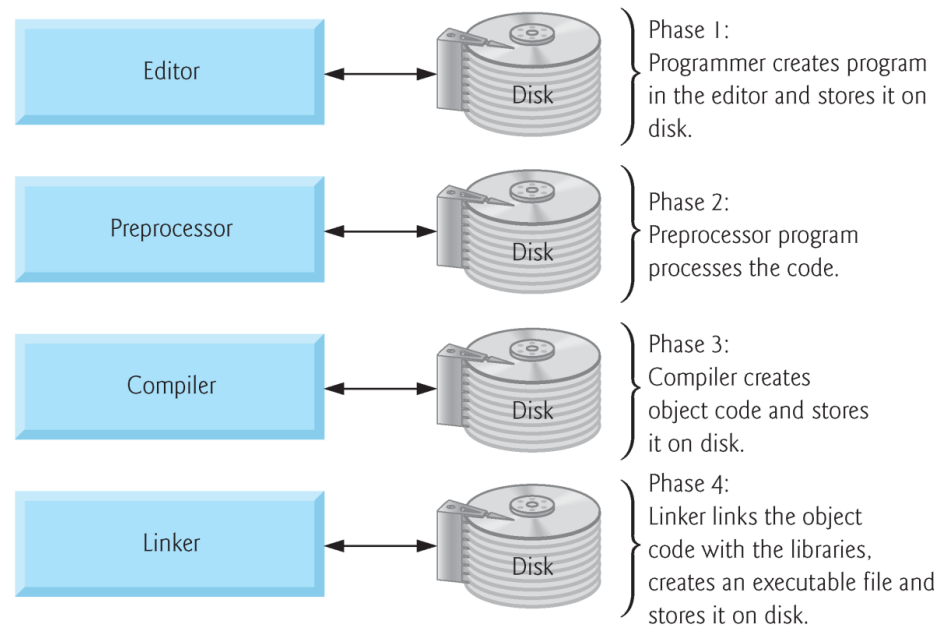 Editor
Disk
Phase 1:
Programmer creates program
in the editor and stores it on
disk.
Preprocessor
Disk
Phase 2:
Preprocessor program
processes the code.
Compiler
Disk
Phase 3:
Compiler creates
object code and stores
it on disk.
Linker
Disk
Phase 4:
Linker links the object
code with the libraries,
creates an executable file and
stores it on disk.